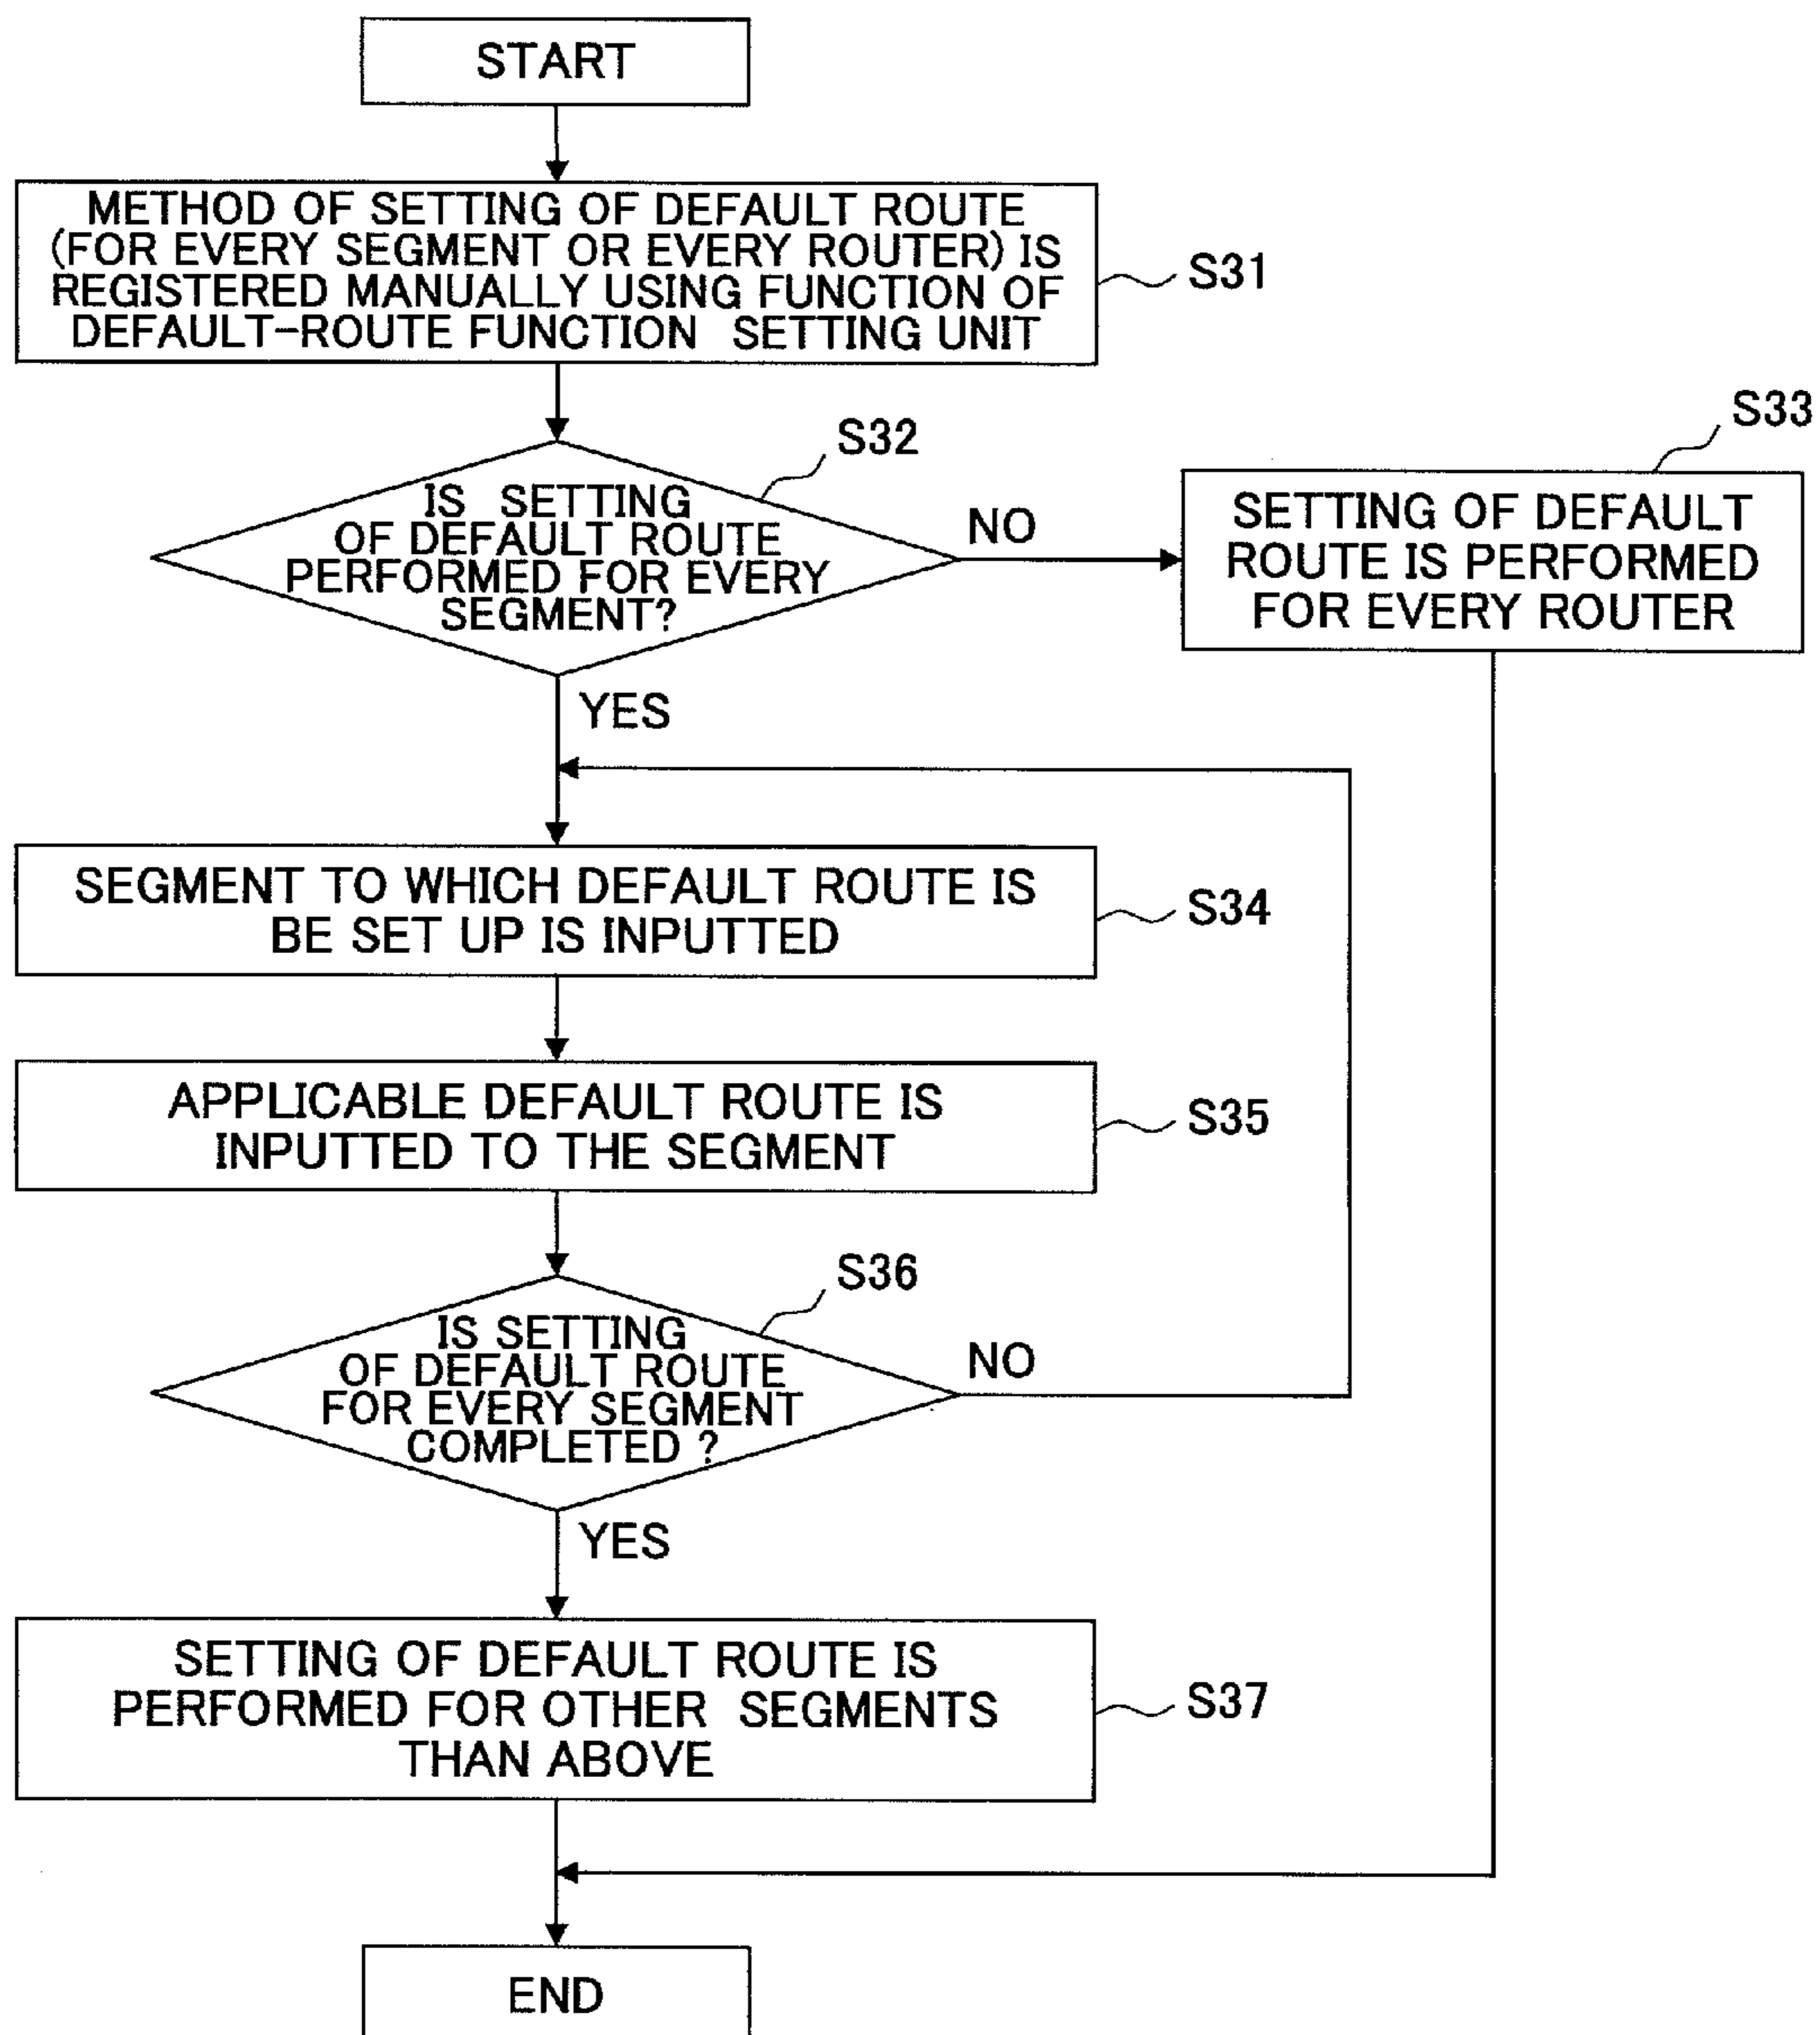 START
METHOD OF SETTING OF DEFAULT ROUTE
(FOR EVERY SEGMENT OR EVERY ROUTER) IS
REGISTERED MANUALLY USING FUNCTION OF
DEFAULT-ROUTE FUNCTION SETTING UNIT
S31
S32
IS SETTING
OF DEFAULT ROUTE
PERFORMED FOR EVERY
SEGMENT?
NO
YES
S33
SETTING OF DEFAULT
ROUTE IS PERFORMED
FOR EVERY ROUTER
SEGMENT TO WHICH DEFAULT ROUTE IS
BE SET UP IS INPUTTED
S34
APPLICABLE DEFAULT ROUTE IS
INPUTTED TO THE SEGMENT
S35
S36
IS SETTING
OF DEFAULT ROUTE
FOR EVERY SEGMENT
COMPLETED ?
NO
YES
SETTING OF DEFAULT ROUTE IS
PERFORMED FOR OTHER SEGMENTS
THAN ABOVE
S37
END